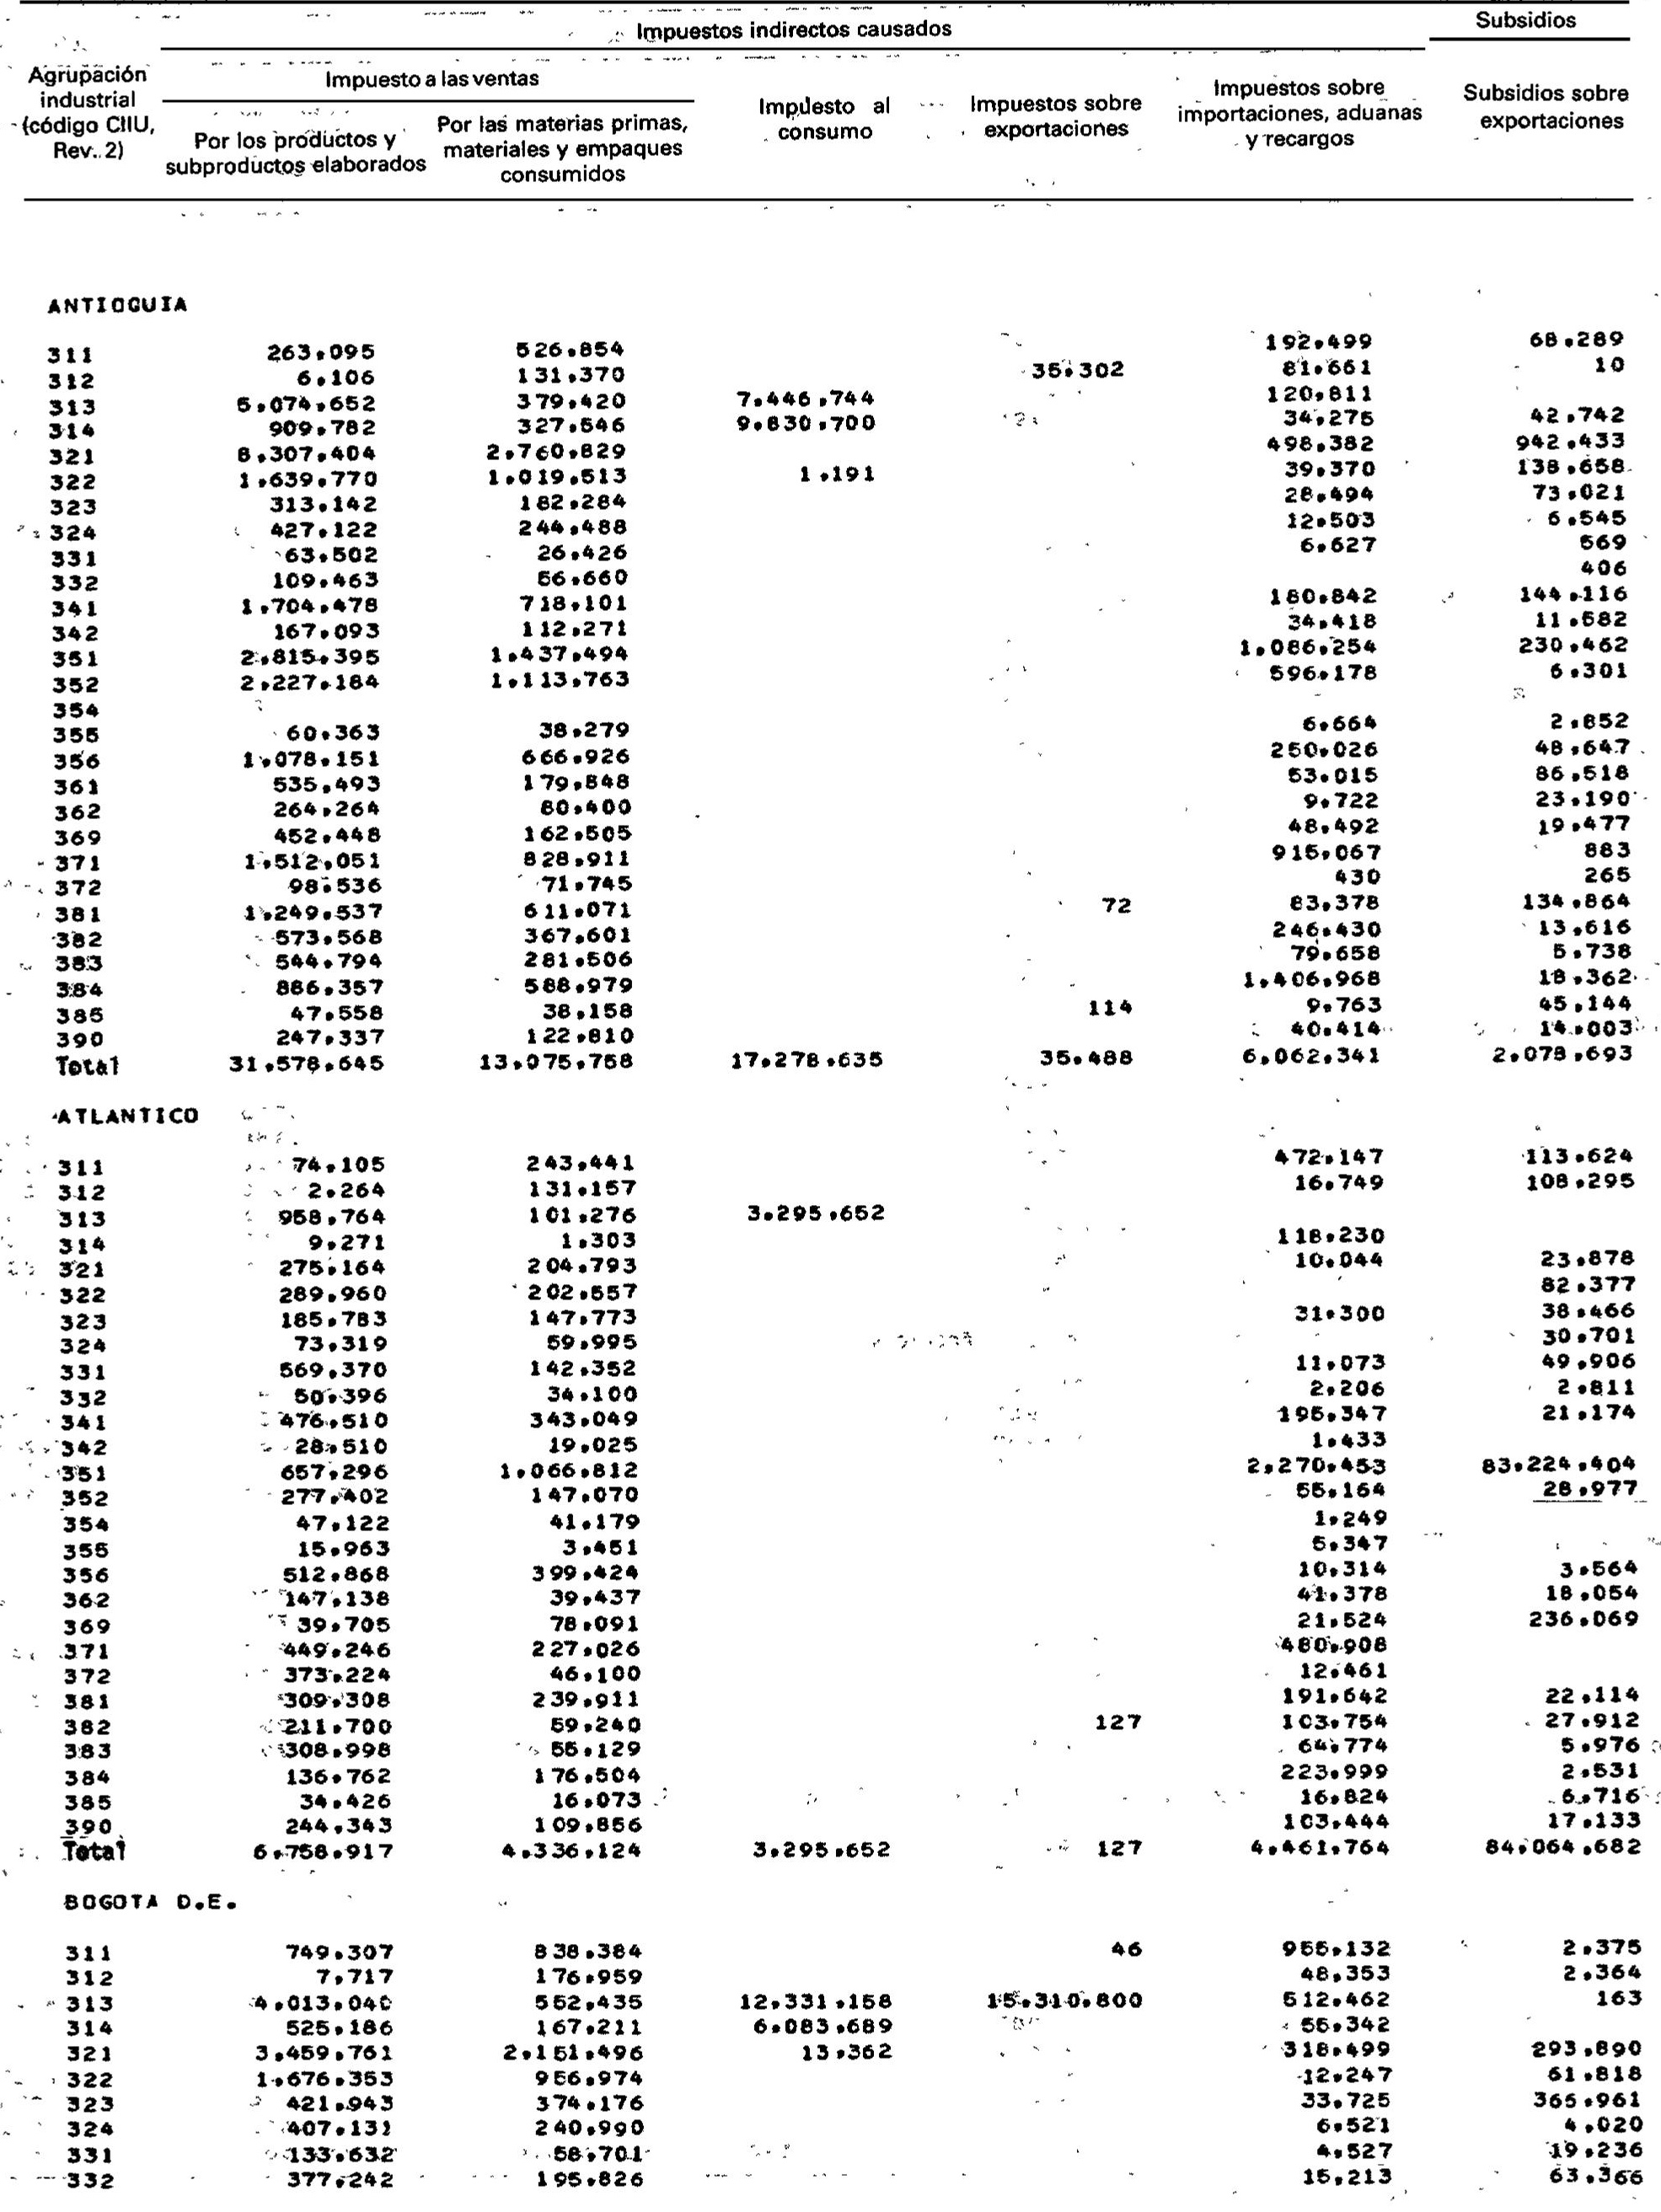 Impuestos indirectos causados Subsidios
Agrupación industrial (código CIIU, Rev. 2) Impuesto a las ventas Impuesto al consumo Impuestos sobre exportaciones Impuestos sobre importaciones, aduanas y recargos Subsidios sobre exportaciones
Por los productos y subproductos elaborados Por las materias primas, materiales y empaques consumidos
ANTIOQUIA
311 263.095 526.854 192.499 68.289
312 6.106 131.370 35.302 81.661 10
313 5.074.652 379.420 7.446.744 120.811
314 909.782 327.546 9.830.700 34.275 42.742
321 8.307.404 2.760.829 498.382 942.433
322 1.639.770 1.019.513 1.191 39.370 138.658
323 313.142 182.284 28.494 73.021
324 427.122 244.488 12.503 6.545
331 63.502 26.426 6.627 569
332 109.463 56.660 406
341 1.704.478 718.101 180.842 144.116
342 167.093 112.271 34.418 11.582
351 2.815.395 1.437.494 1.086.254 230.462
352 2.227.184 1.113.763 596.178 6.301
354
355 60.363 38.279 6.664 2.852
356 1.078.151 666.926 250.026 48.647
361 535.493 179.848 53.015 86.518
362 264.264 80.400 9.722 23.190
369 452.448 162.505 48.492 19.477
371 1.512.051 828.911 915.067 883
372 98.536 71.745 430 265
381 1.249.537 611.071 72 83.378 134.864
382 573.568 367.601 246.430 13.616
383 544.794 281.506 79.658 5.738
384 886.357 588.979 1.406.968 18.362
385 47.558 38.158 114 9.763 45.144
390 247.337 122.810 40.414 14.003
Total 31.578.645 13.075.758 17.278.635 35.488 6.062.341 2.078.693
ATLANTICO
311 74.105 243.441 472.147 113.624
312 2.264 131.157 16.749 108.295
313 958.764 101.276 3.295.652
314 9.271 1.303 118.230
321 275.164 204.793 10.044 23.878
322 289.960 202.557 82.377
323 185.783 147.773 31.300 38.466
324 73.319 59.995 30.701
331 569.370 142.352 11.073 49.906
332 50.396 34.100 2.206 2.811
341 476.510 343.049 195.347 21.174
342 28.510 19.025 1.433
351 657.296 1.066.812 2.270.453 83.224.404
352 277.402 147.070 55.164 28.977
354 47.122 41.179 1.249
355 15.963 3.451 5.347
356 512.868 399.424 10.314 3.564
362 147.138 39.437 41.378 18.054
369 39.705 78.091 21.524 236.069
371 449.246 227.026 480.908
372 373.224 46.100 12.461
381 309.308 239.911 191.642 22.114
382 211.700 59.240 127 103.754 27.912
383 308.998 55.129 64.774 5.976
384 136.762 176.504 223.999 2.531
385 34.426 16.073 16.824 6.716
390 244.343 109.856 103.444 17.133
Total 6.758.917 4.336.124 3.295.652 127 4.461.764 84.064.682
BOGOTA D.E.
311 749.307 838.384 46 955.132 2.375
312 7.717 176.959 48.353 2.364
313 4.013.040 552.435 12.331.158 15.310.800 512.462 163
314 525.186 167.211 6.083.689 55.342
321 3.459.761 2.151.496 13.362 318.499 293.890
322 1.676.353 956.974 12.247 61.818
323 421.943 374.176 33.725 365.961
324 407.131 240.990 6.521 4.020
331 133.632 58.701 4.527 19.236
332 377.242 195.826 15.213 63.366